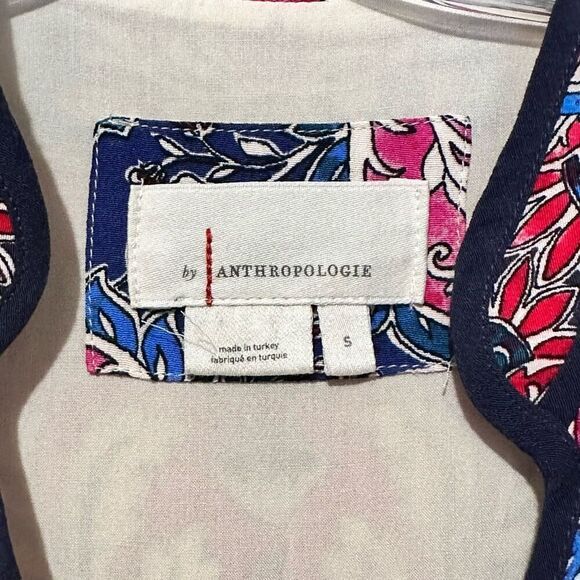 by ANTHROPOLOGIE
made in turkey
fabriqué en turquie
S